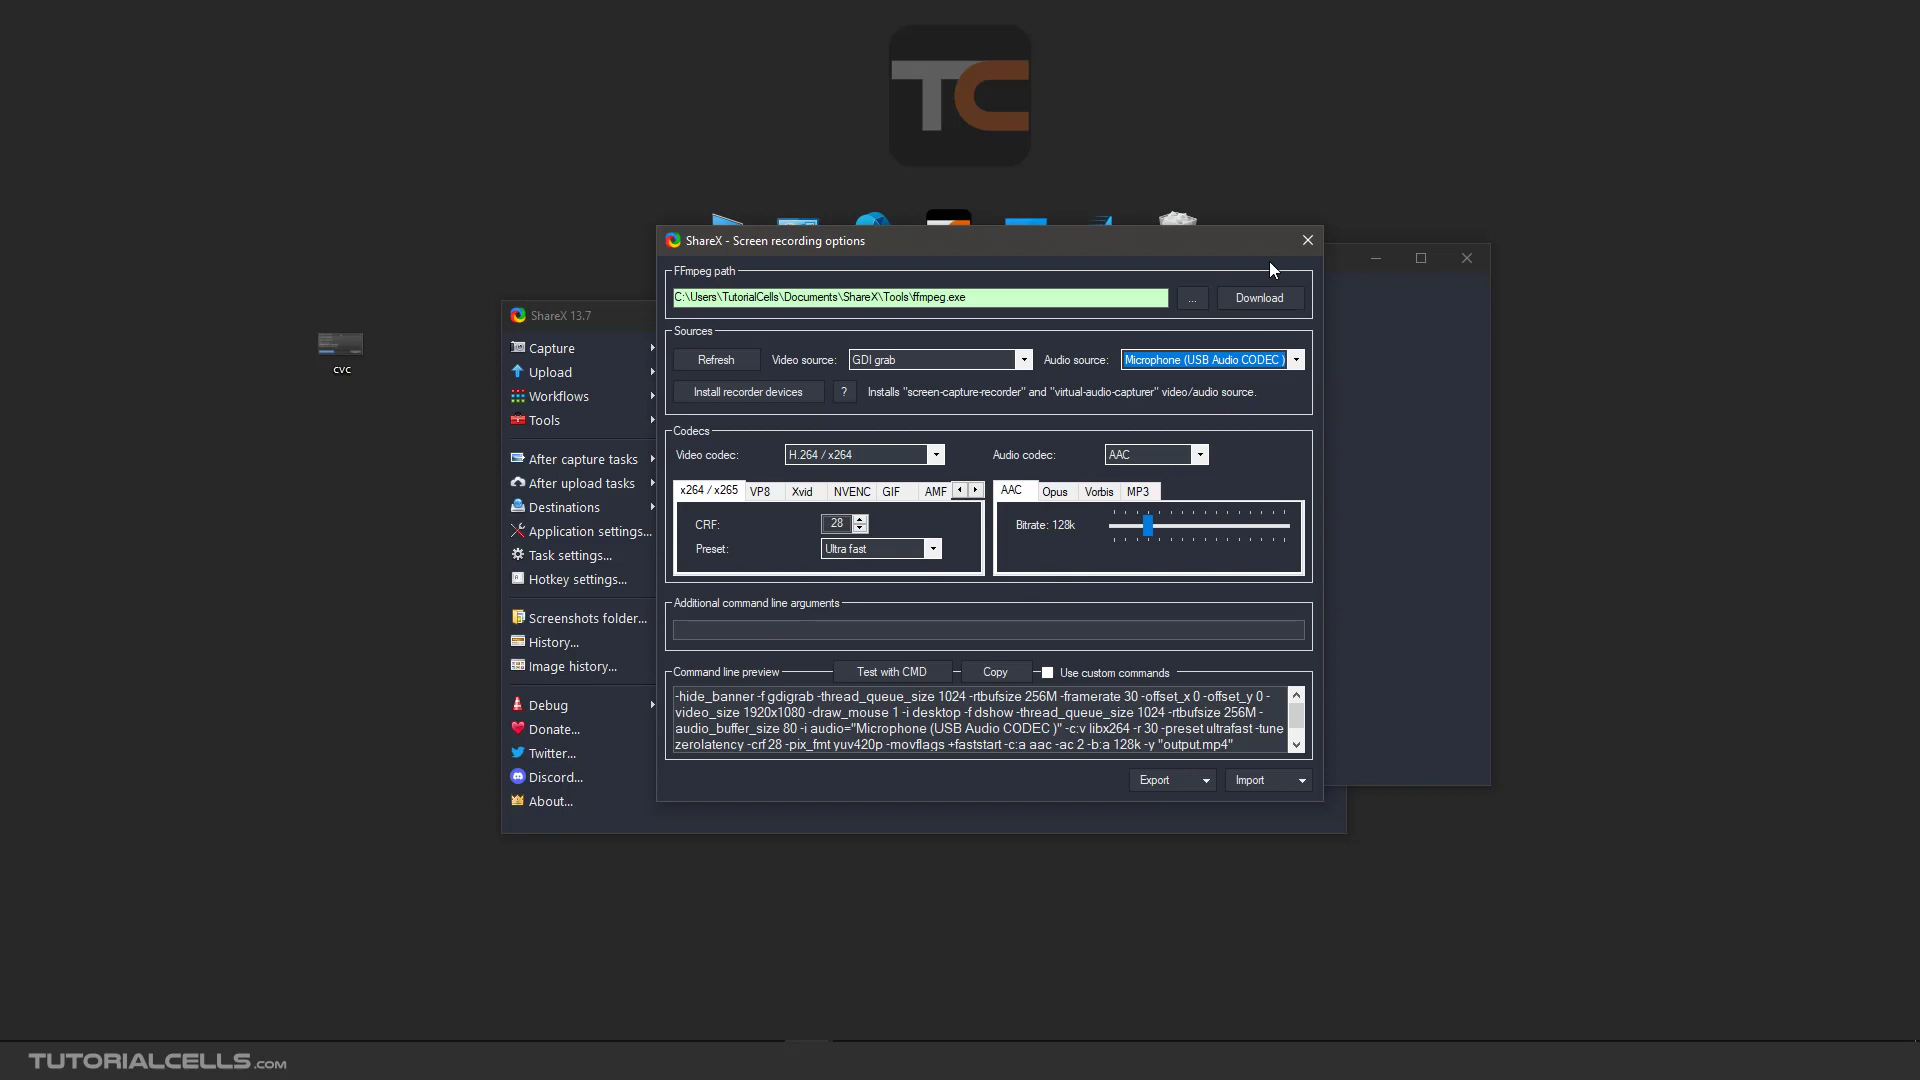 TC
ShareX - Screen recording options
FFmpeg path
C:\Users\TutorialCells\Documents\ShareX\Tools\ffmpeg.exe
...
Download
Sources
Refresh
Video source:
GDI grab
Audio source:
Microphone (USB Audio CODEC )
Install recorder devices
?
Installs "screen-capture-recorder" and "virtual-audio-capturer" video/audio source.
Codecs
Video codec:
H.264 / x264
Audio codec:
AAC
x264 / x265
VP8
Xvid
NVENC
GIF
AMF
AAC
Opus
Vorbis
MP3
CRF:
28
Bitrate: 128k
Preset:
Ultra fast
Additional command line arguments
Command line preview
Test with CMD
Copy
Use custom commands
-hide_banner -f gdigrab -thread_queue_size 1024 -rtbufsize 256M -framerate 30 -offset_x 0 -offset_y 0 -
video_size 1920x1080 -draw_mouse 1 -i desktop -f dshow -thread_queue_size 1024 -rtbufsize 256M -
audio_buffer_size 80 -i audio="Microphone (USB Audio CODEC )" -c:v libx264 -r 30 -preset ultrafast -tune
zerolatency -crf 28 -pix_fmt yuv420p -movflags +faststart -c:a aac -ac 2 -b:a 128k -y "output.mp4"
Export
Import
ShareX 13.7
Capture
Upload
Workflows
Tools
After capture tasks
After upload tasks
Destinations
Application settings...
Task settings...
Hotkey settings...
Screenshots folder...
History...
Image history...
Debug
Donate...
Twitter...
Discord...
About...
cvc
TUTORIALCELLS.COM